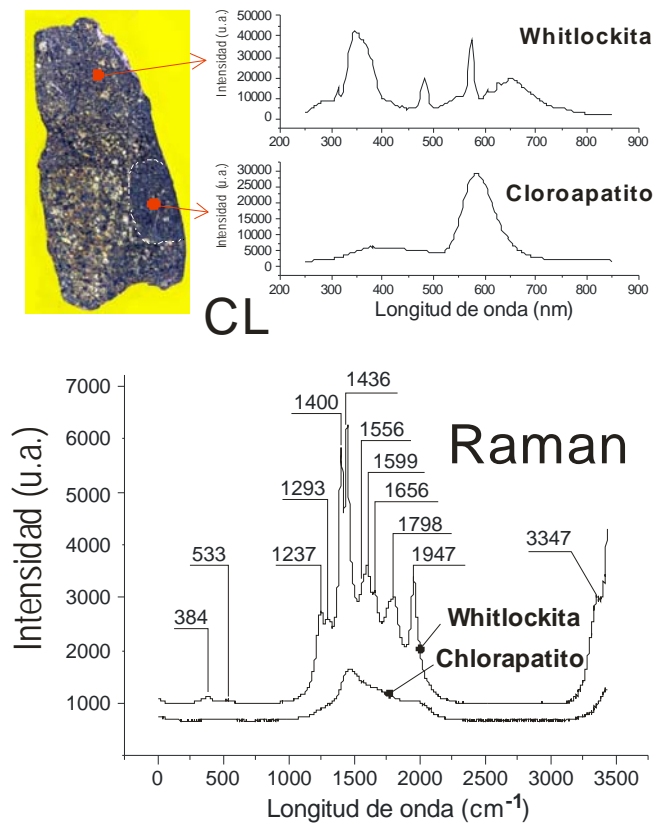 50000
40000
30000
20000
10000
0
Intensidad (u.a.)
Whitlockita
200 300 400 500 600 700 800 900
30000
25000
20000
15000
10000
5000
0
Intensidad (u.a.)
Cloroapatito
200 300 400 500 600 700 800 900
Longitud de onda (nm)
CL
7000
6000
5000
4000
3000
2000
1000
Intensidad (u.a.)
Raman
1436
1400
1556
1599
1293
1656
533
1237
1798
1947
3347
384
Whitlockita
Chlorapatito
0 500 1000 1500 2000 2500 3000 3500
Longitud de onda (cm-1)